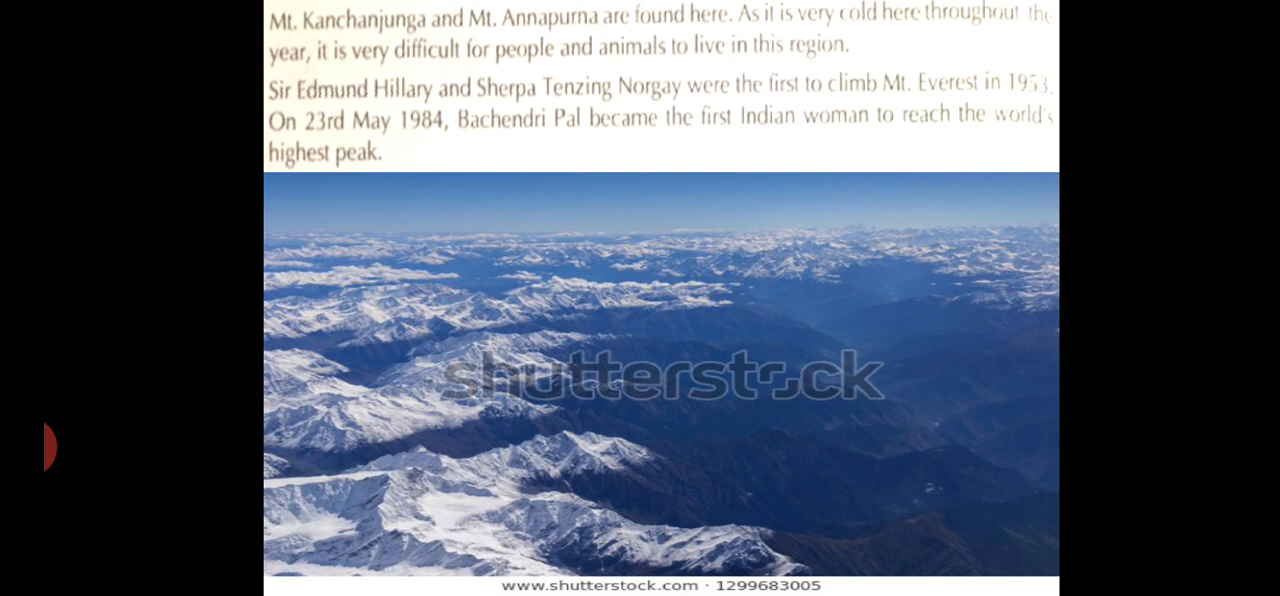 Mt. Kanchanjunga and Mt. Annapurna are found here. As it is very cold here throughout the
year, it is very difficult for people and animals to live in this region.
Sir Edmund Hillary and Sherpa Tenzing Norgay were the first to climb Mt. Everest in 1953.
On 23rd May 1984, Bachendri Pal became the first Indian woman to reach the world's
highest peak.
shutterstock
www.shutterstock.com · 1299683005